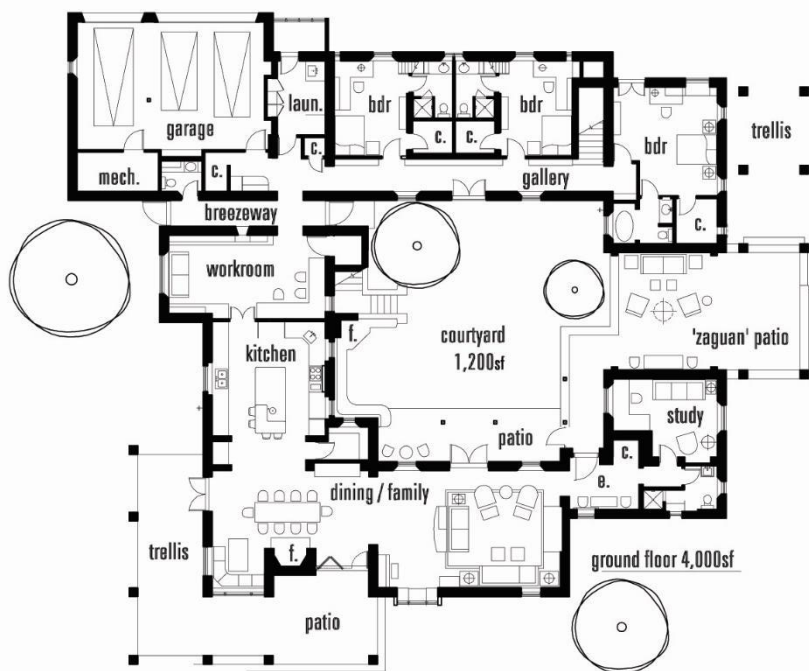 garage
laun.
bdr
bdr
c.
c.
c.
bdr
trellis
mech.
c.
gallery
c.
breezeway
workroom
kitchen
f.
courtyard
1,200sf
'zaguan' patio
study
patio
c.
e.
dining / family
trellis
f.
ground floor 4,000sf
patio